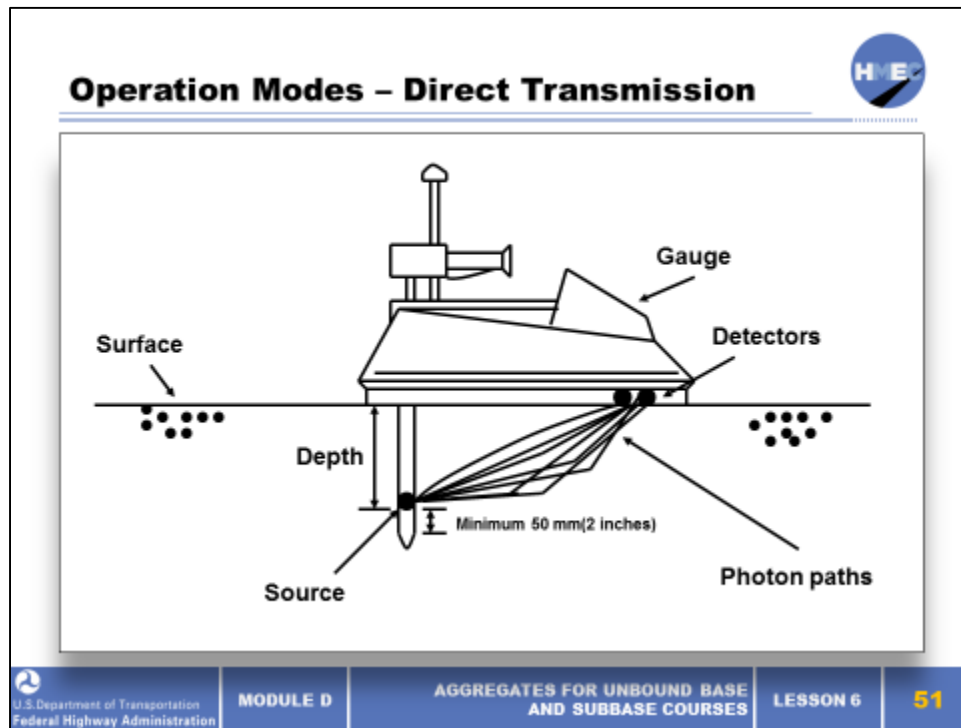 HMEC
Operation Modes – Direct Transmission
Gauge
Surface
Detectors
Depth
Minimum 50 mm(2 inches)
Photon paths
Source
U.S.Department of Transportation
Federal Highway Administration
MODULE D
AGGREGATES FOR UNBOUND BASE
AND SUBBASE COURSES
LESSON 6
51